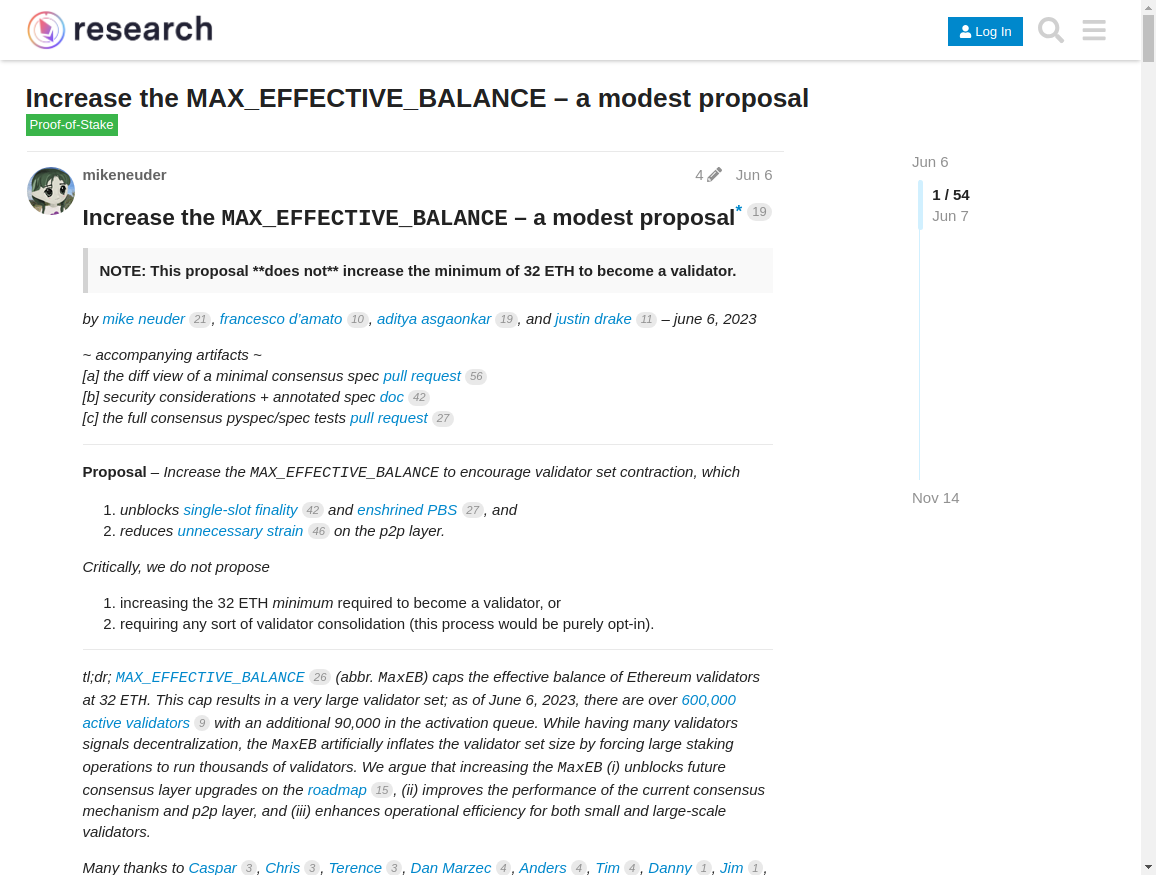 research
Log In
Increase the MAX_EFFECTIVE_BALANCE – a modest proposal
Proof-of-Stake
mikeneuder
4
Jun 6
Increase the MAX_EFFECTIVE_BALANCE – a modest proposal* 19
NOTE: This proposal **does not** increase the minimum of 32 ETH to become a validator.
by mike neuder 21, francesco d'amato 10, aditya asgaonkar 19, and justin drake 11 – june 6, 2023
~ accompanying artifacts ~
[a] the diff view of a minimal consensus spec pull request 56
[b] security considerations + annotated spec doc 42
[c] the full consensus pyspec/spec tests pull request 27
Proposal – Increase the MAX_EFFECTIVE_BALANCE to encourage validator set contraction, which
1. unblocks single-slot finality 42 and enshrined PBS 27, and
2. reduces unnecessary strain 46 on the p2p layer.
Critically, we do not propose
1. increasing the 32 ETH minimum required to become a validator, or
2. requiring any sort of validator consolidation (this process would be purely opt-in).
tl;dr; MAX_EFFECTIVE_BALANCE 26 (abbr. MaxEB) caps the effective balance of Ethereum validators
at 32 ETH. This cap results in a very large validator set; as of June 6, 2023, there are over 600,000
active validators 9 with an additional 90,000 in the activation queue. While having many validators
signals decentralization, the MaxEB artificially inflates the validator set size by forcing large staking
operations to run thousands of validators. We argue that increasing the MaxEB (i) unblocks future
consensus layer upgrades on the roadmap 15, (ii) improves the performance of the current consensus
mechanism and p2p layer, and (iii) enhances operational efficiency for both small and large-scale
validators.
Many thanks to Caspar 3, Chris 3, Terence 3, Dan Marzec 4, Anders 4, Tim 4, Danny 1, Jim 1,
Jun 6
1 / 54
Jun 7
Nov 14